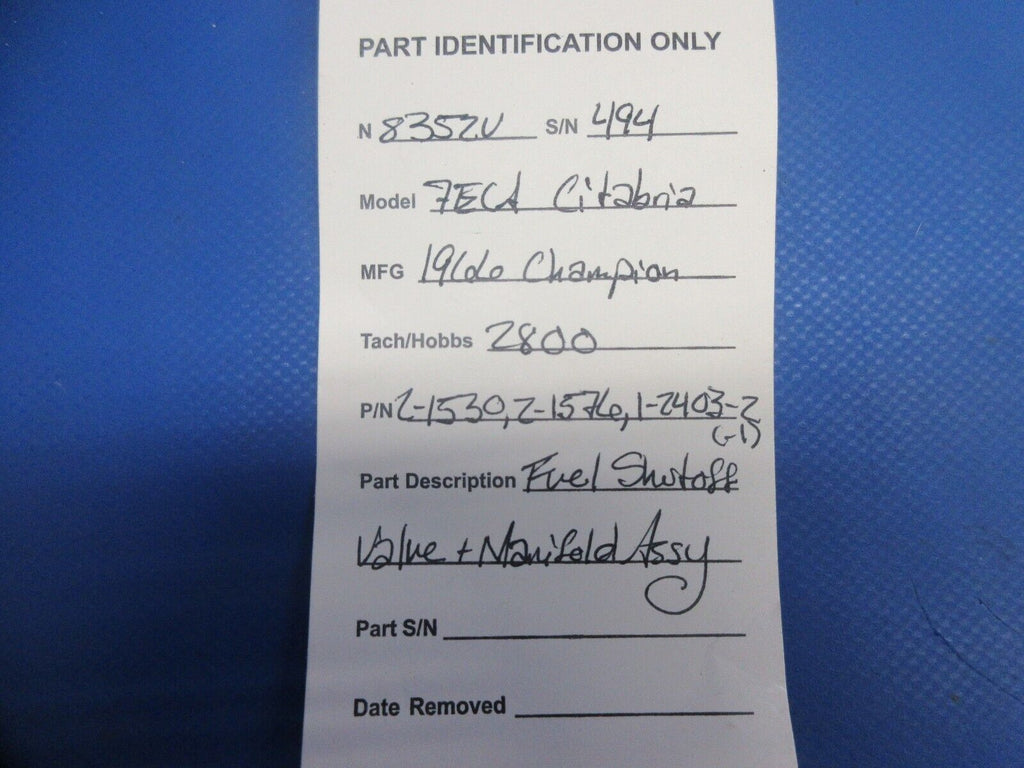 PART IDENTIFICATION ONLY
N 8352V S/N 494
Model 7ECA Citabria
MFG 1966 Champion
Tach/Hobbs 2800
P/N 2-1530, 2-1576, 1-2403-2
(-1)
Part Description Fuel Shutoff
Valve + Manifold Assy
Part S/N
Date Removed